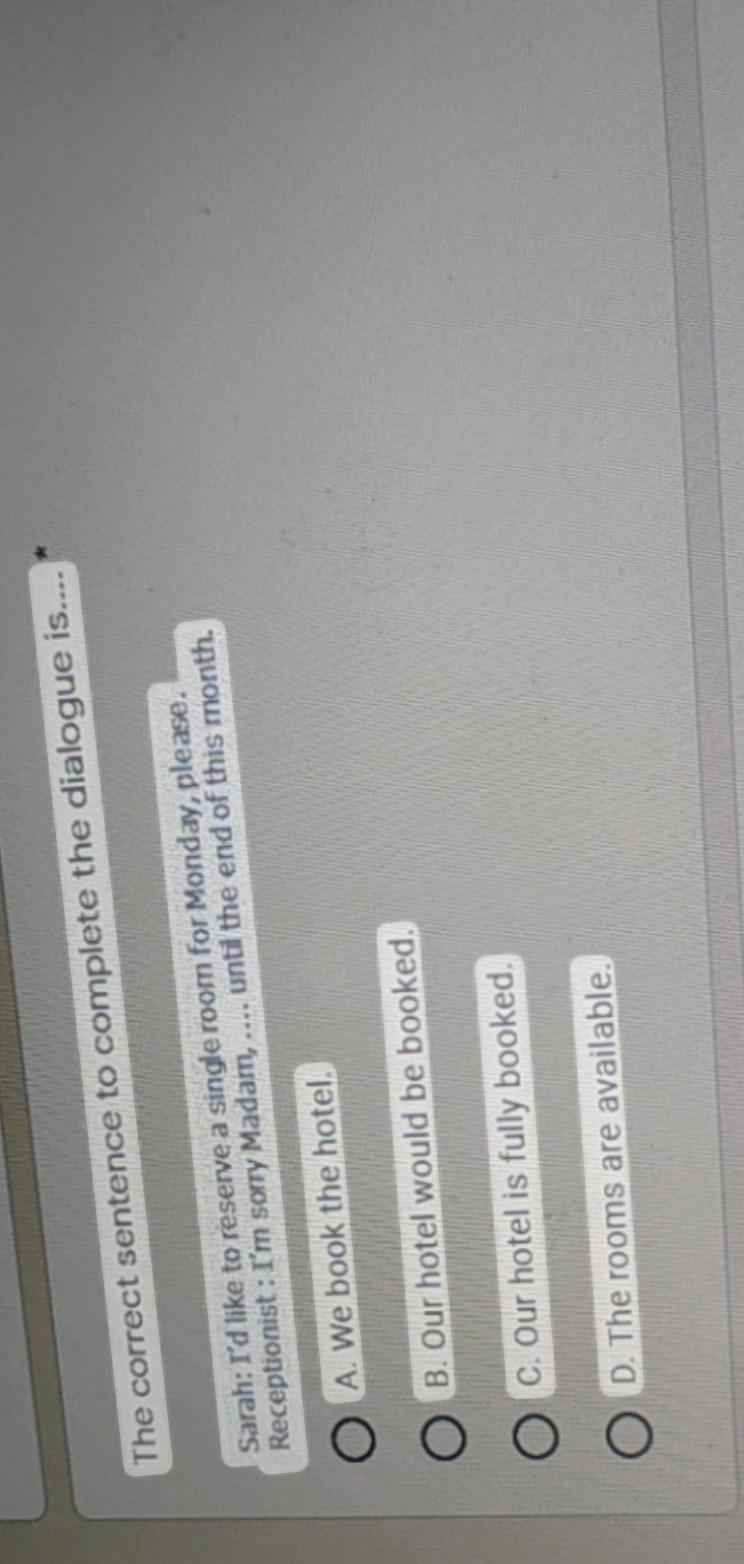 The correct sentence to complete the dialogue is.... *
Sarah: I'd like to reserve a single room for Monday, please.
Receptionist : I'm sorry Madam, .... until the end of this month.
A. We book the hotel.
B. Our hotel would be booked.
C. Our hotel is fully booked.
D. The rooms are available.